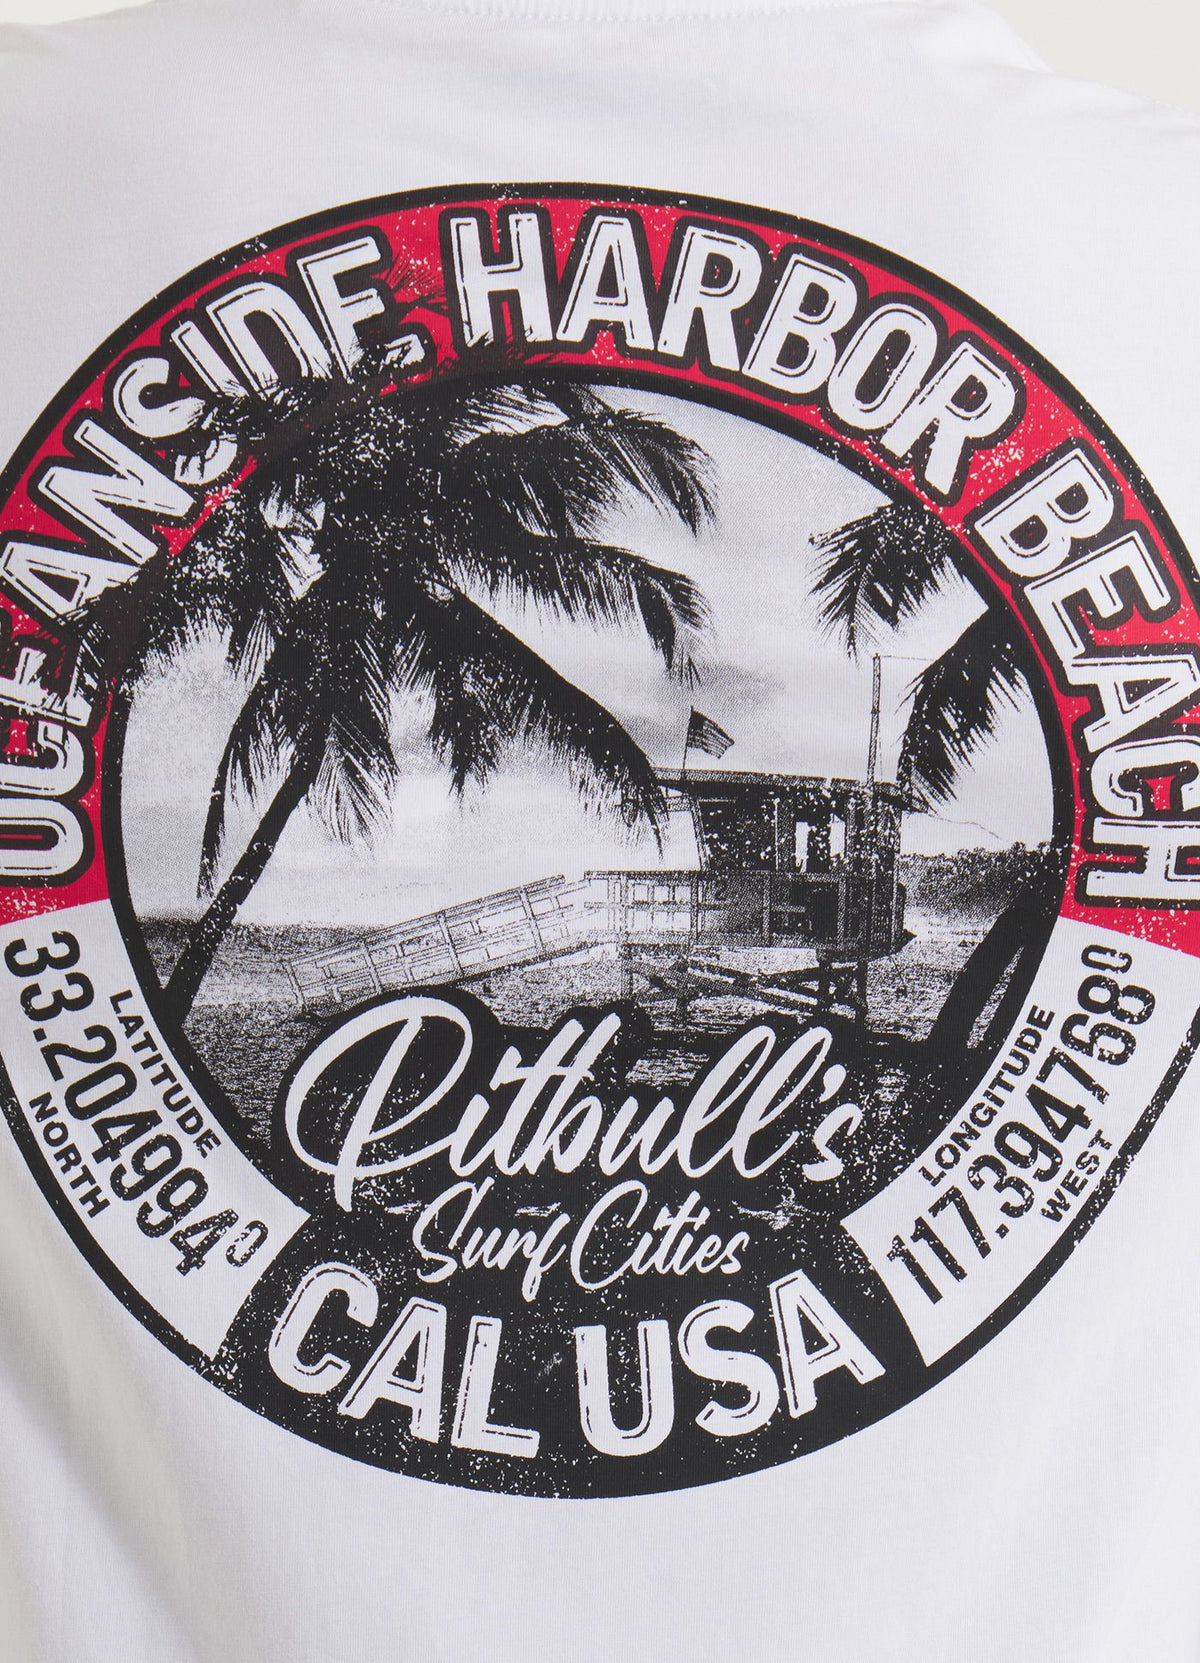 OCEANSIDE HARBOR BEACH
33.204994°
LATITUDE
NORTH
LONGITUDE
117.394768°
WEST
Pitbull's
Surf Cities
CAL USA